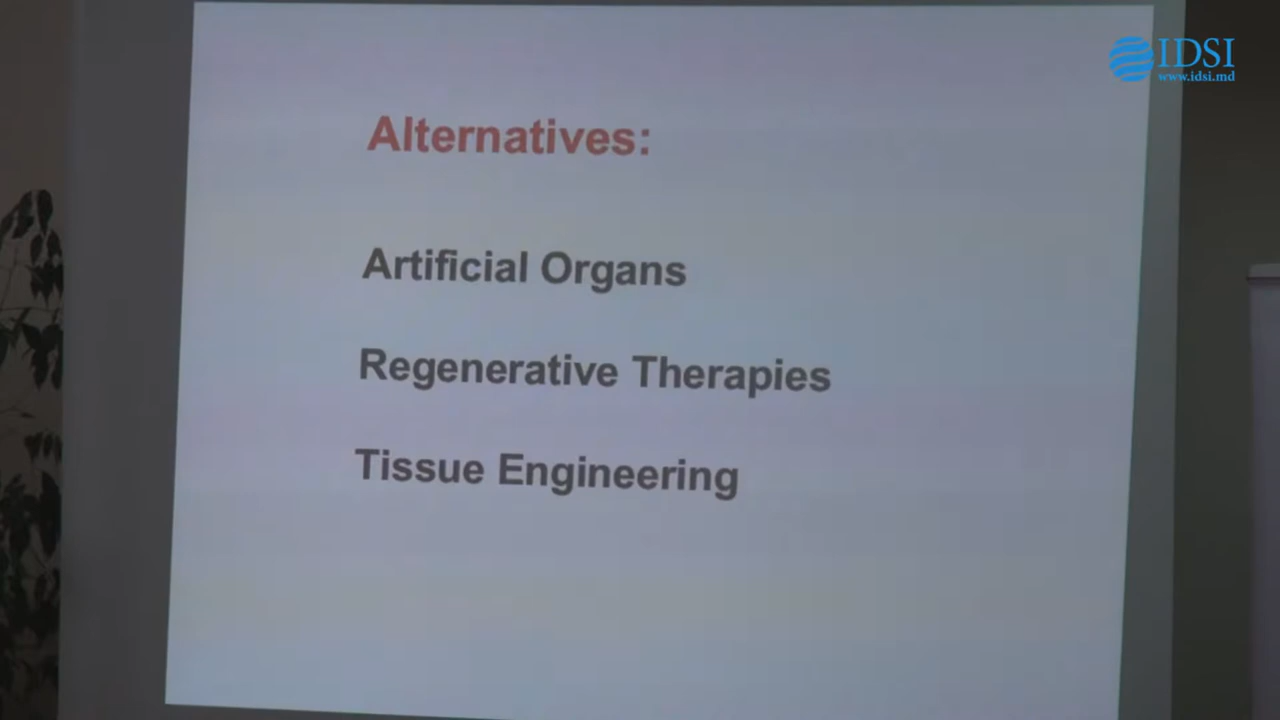 IDSI
www.idsi.md
Alternatives:
Artificial Organs
Regenerative Therapies
Tissue Engineering